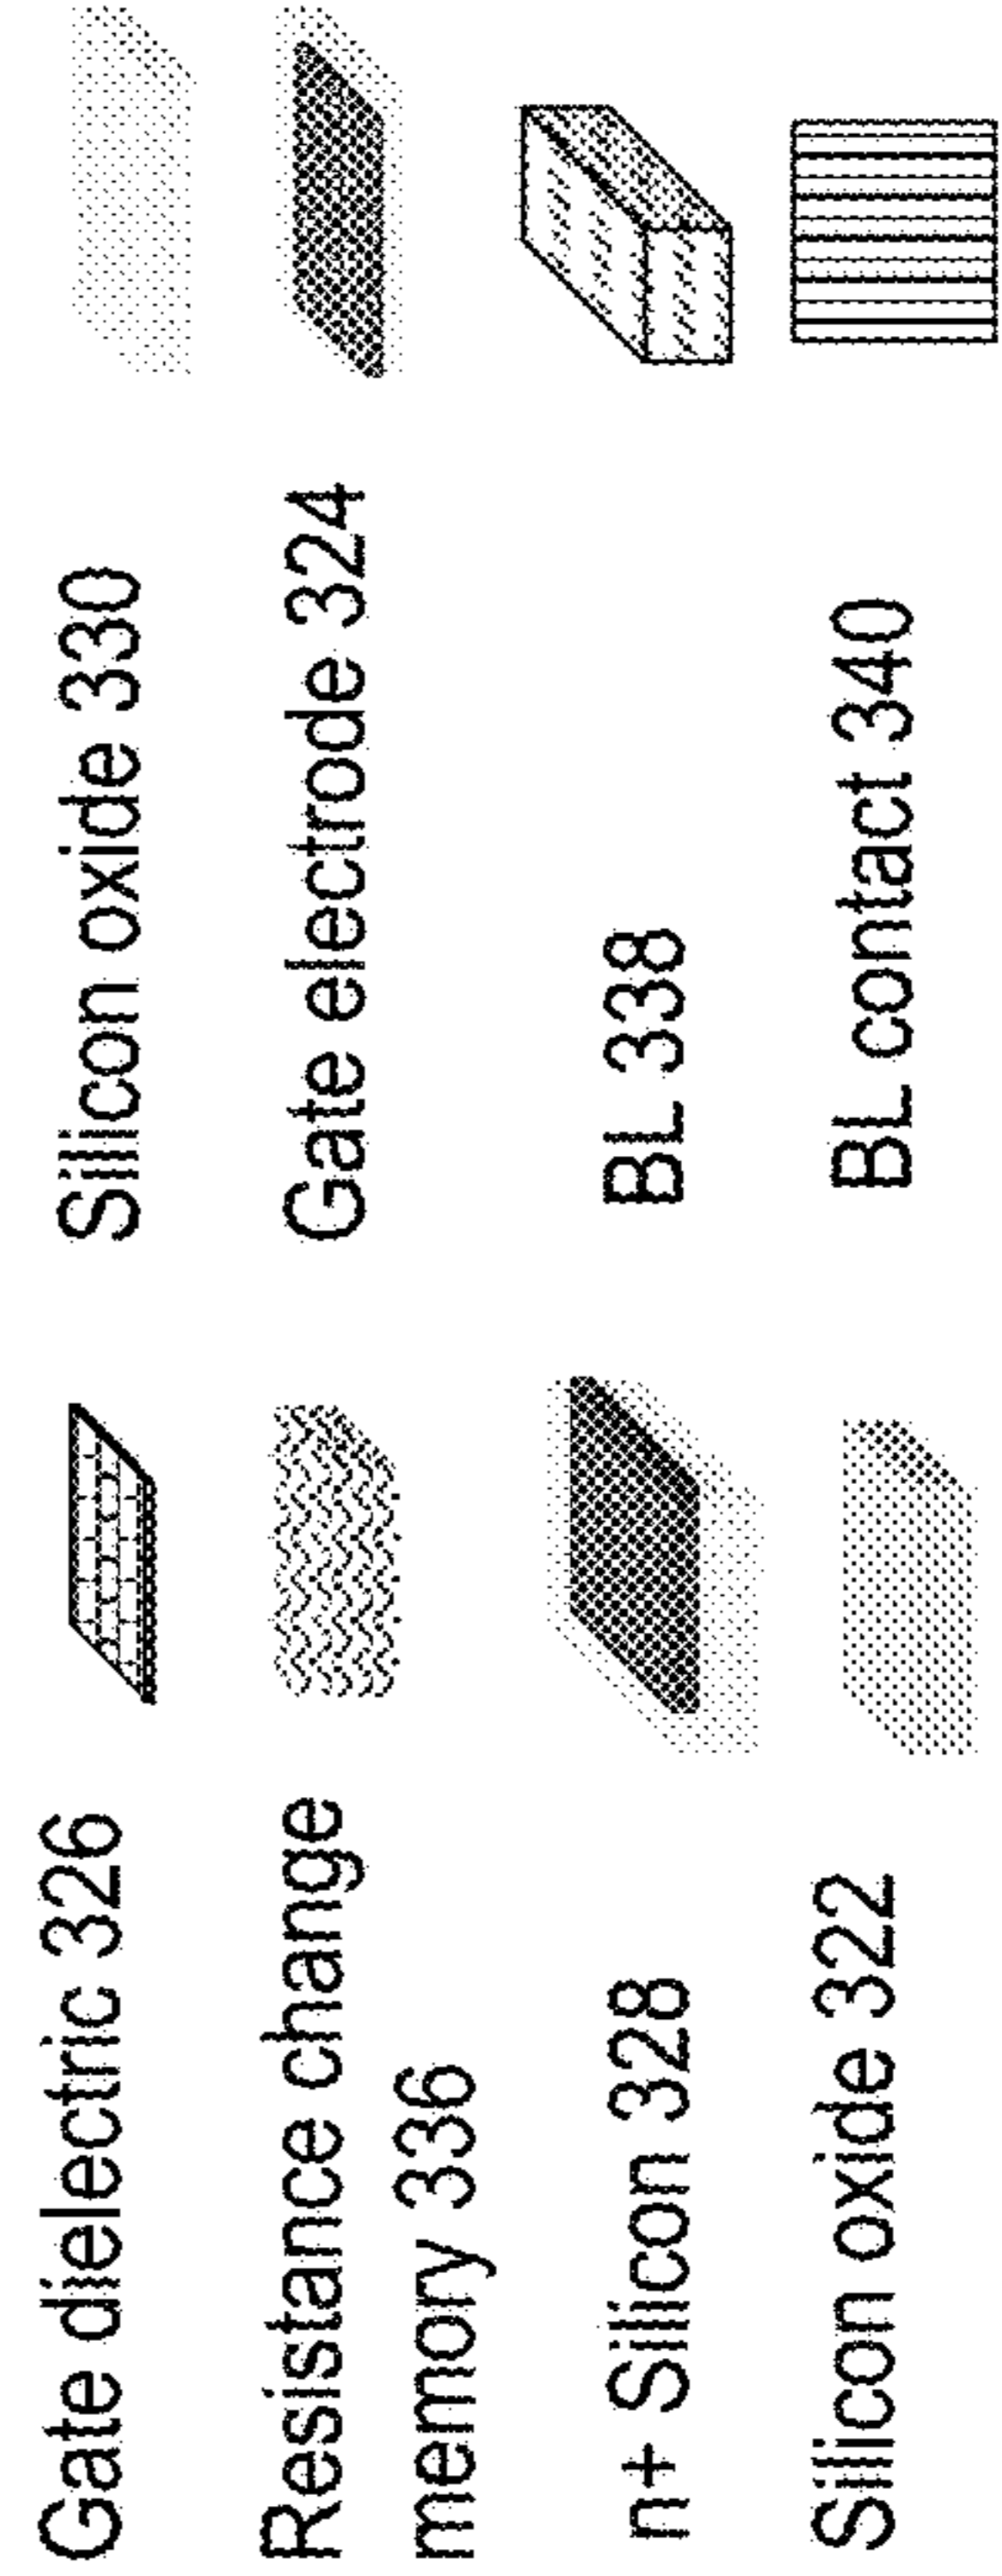 Gate dielectric 326
Resistance change
memory 336
n+ Silicon 328
Silicon oxide 322
Silicon oxide 330
Gate electrode 324
BL 338
BL contact 340